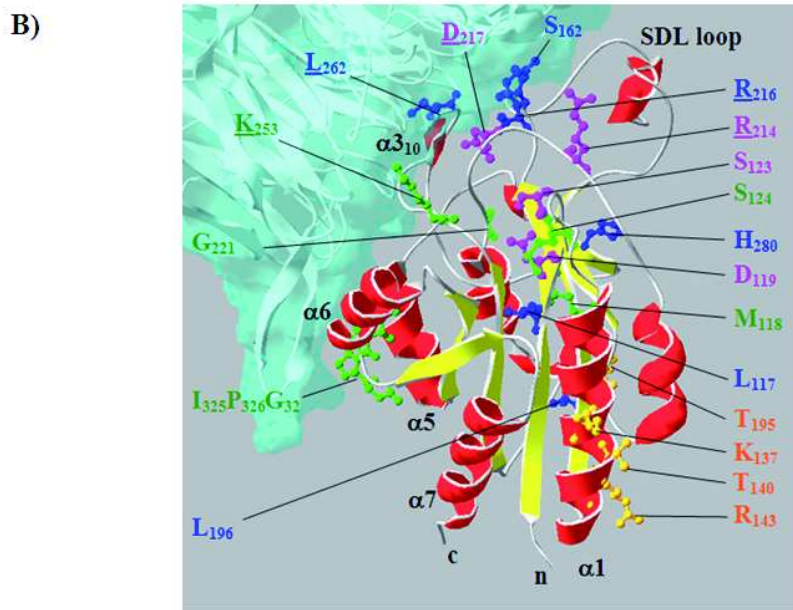 B)
D217
S162
SDL loop
L262
R216
K253
α310
R214
S123
S124
G221
H280
D119
α6
M118
L117
I325P326G32
T195
α5
K137
T140
α7
L196
R143
c
n
α1